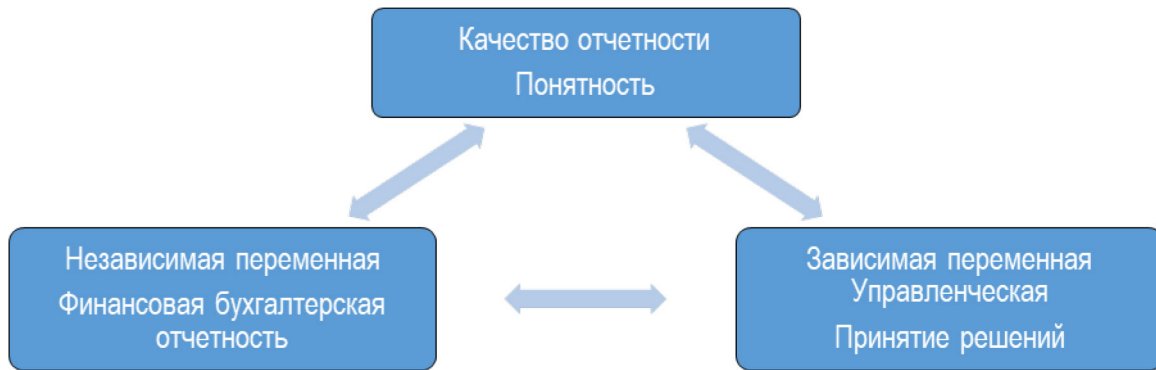 Качество отчетности
Понятность
Независимая переменная
Финансовая бухгалтерская
отчетность
Зависимая переменная
Управленческая
Принятие решений